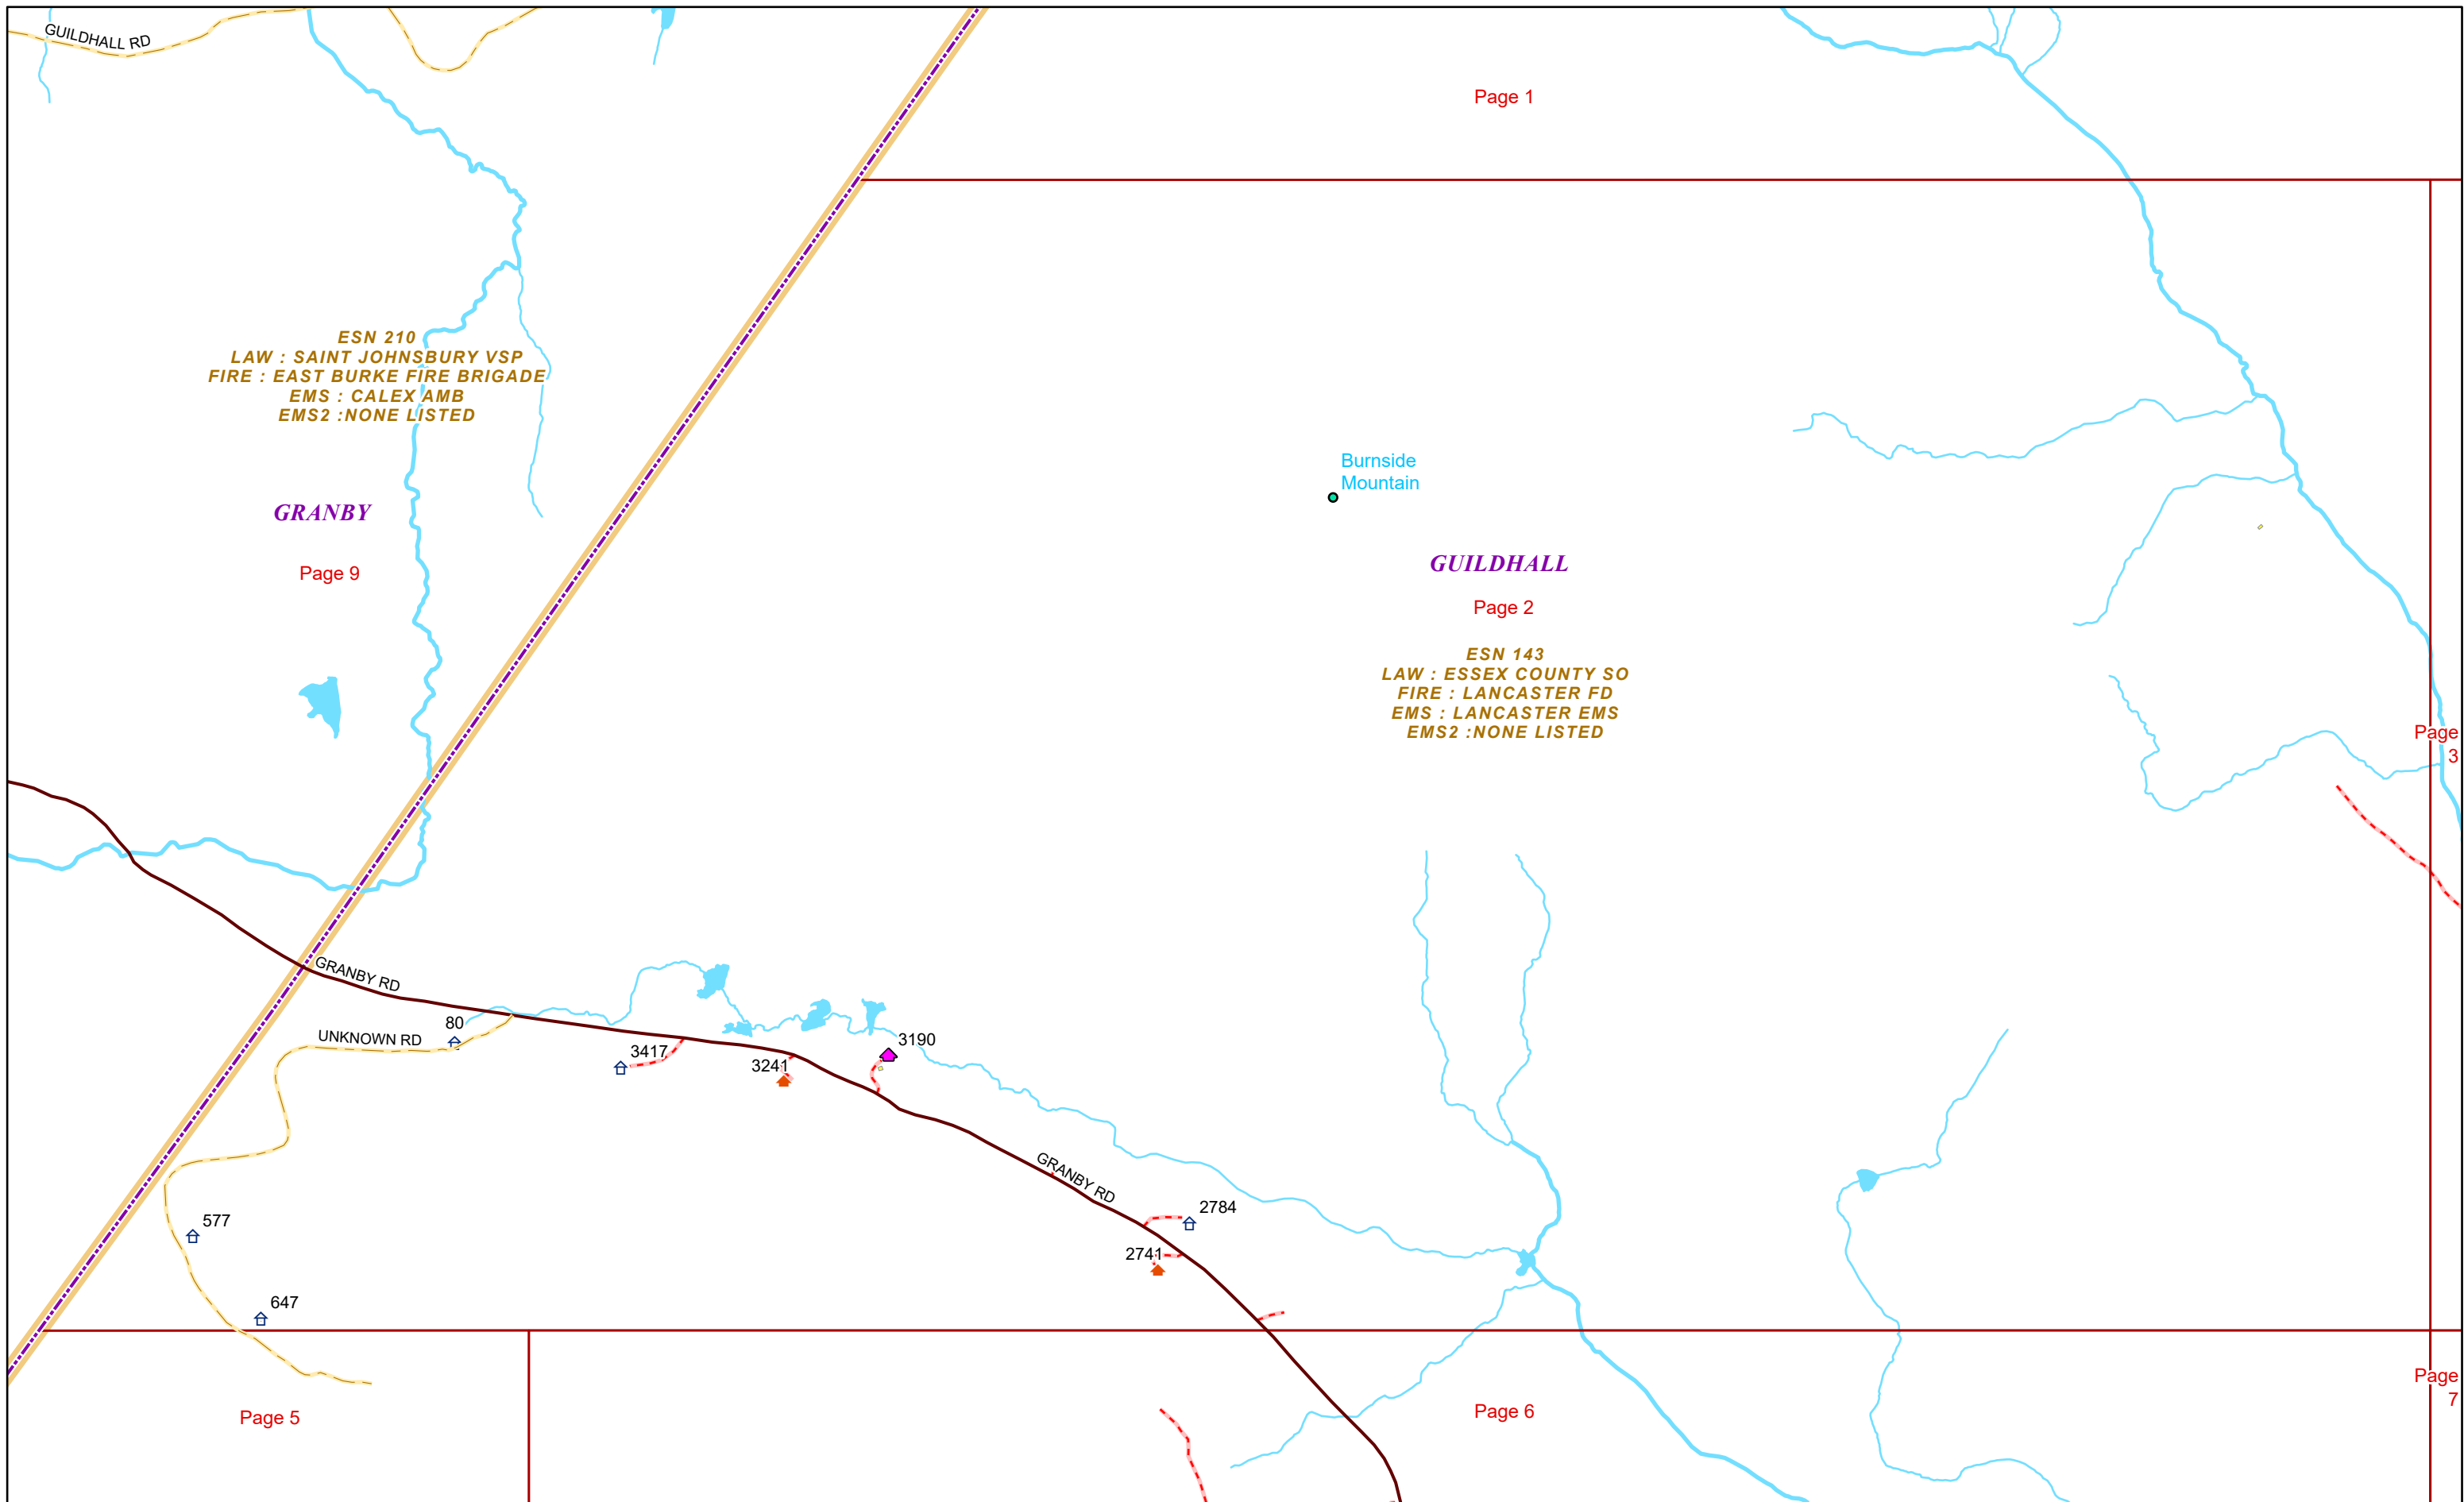 GUILDHALL RD
Page 1
ESN 210
LAW : SAINT JOHNSBURY VSP
FIRE : EAST BURKE FIRE BRIGADE
EMS : CALEX AMB
EMS2 :NONE LISTED
Burnside
Mountain
GRANBY
GUILDHALL
Page 9
Page 2
ESN 143
LAW : ESSEX COUNTY SO
FIRE : LANCASTER FD
EMS : LANCASTER EMS
EMS2 :NONE LISTED
Page
3
GRANBY RD
80
UNKNOWN RD
3417
3241
3190
GRANBY RD
2784
577
2741
647
Page
7
Page 5
Page 6